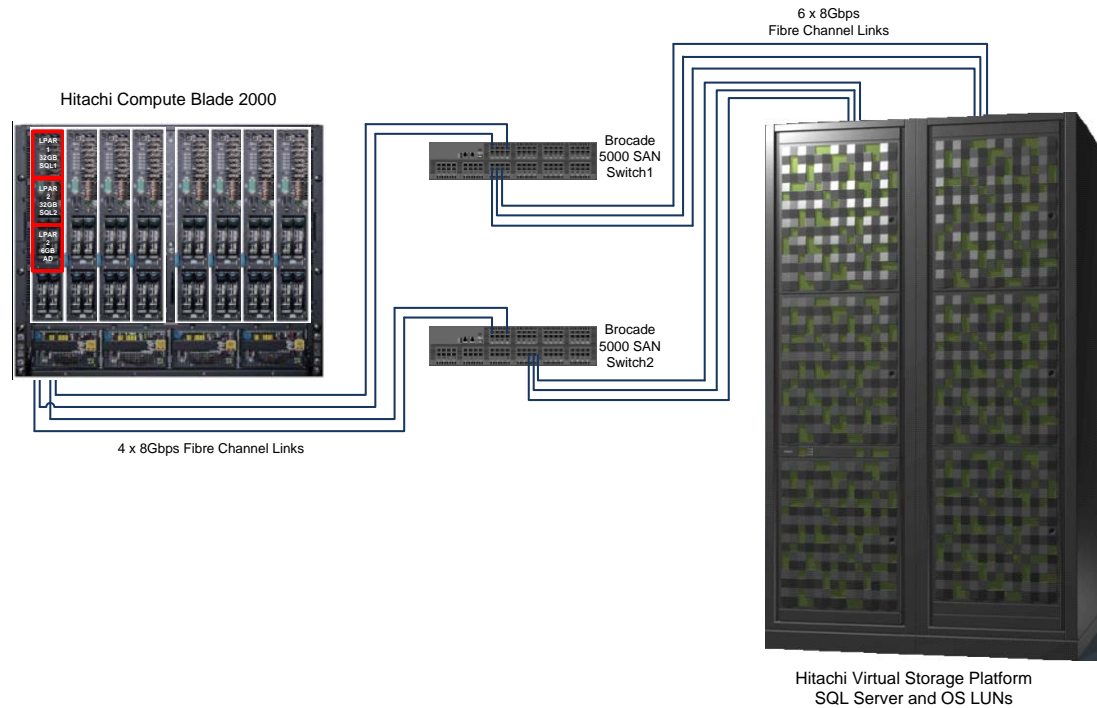 6 x 8Gbps
Fibre Channel Links
Hitachi Compute Blade 2000
LPAR
1
32GB
SQL1
LPAR
2
32GB
SQL2
LPAR
2
6GB
AD
Brocade
5000 SAN
Switch1
Brocade
5000 SAN
Switch2
4 x 8Gbps Fibre Channel Links
Hitachi Virtual Storage Platform
SQL Server and OS LUNs